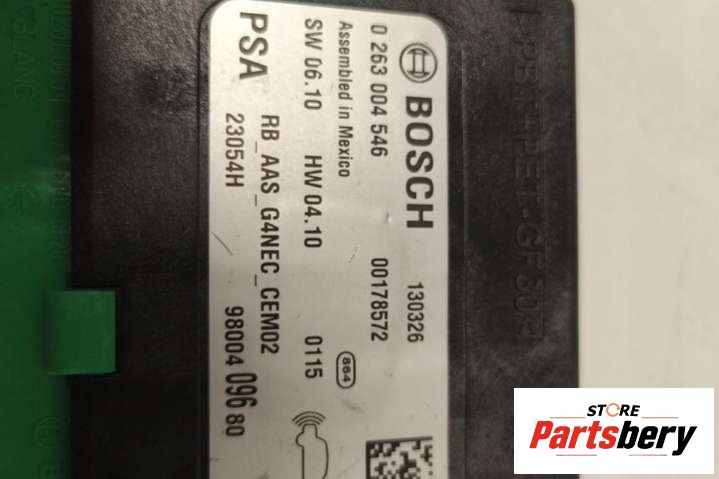 BOSCH 130326
0 263 004 546 00178572
Assembled in Mexico 864
SW 06.10 HW 04.10 0115
PSA RB_AAS_G4NEC_CEM02
23054H 98004 096 80
STORE
Partsbery